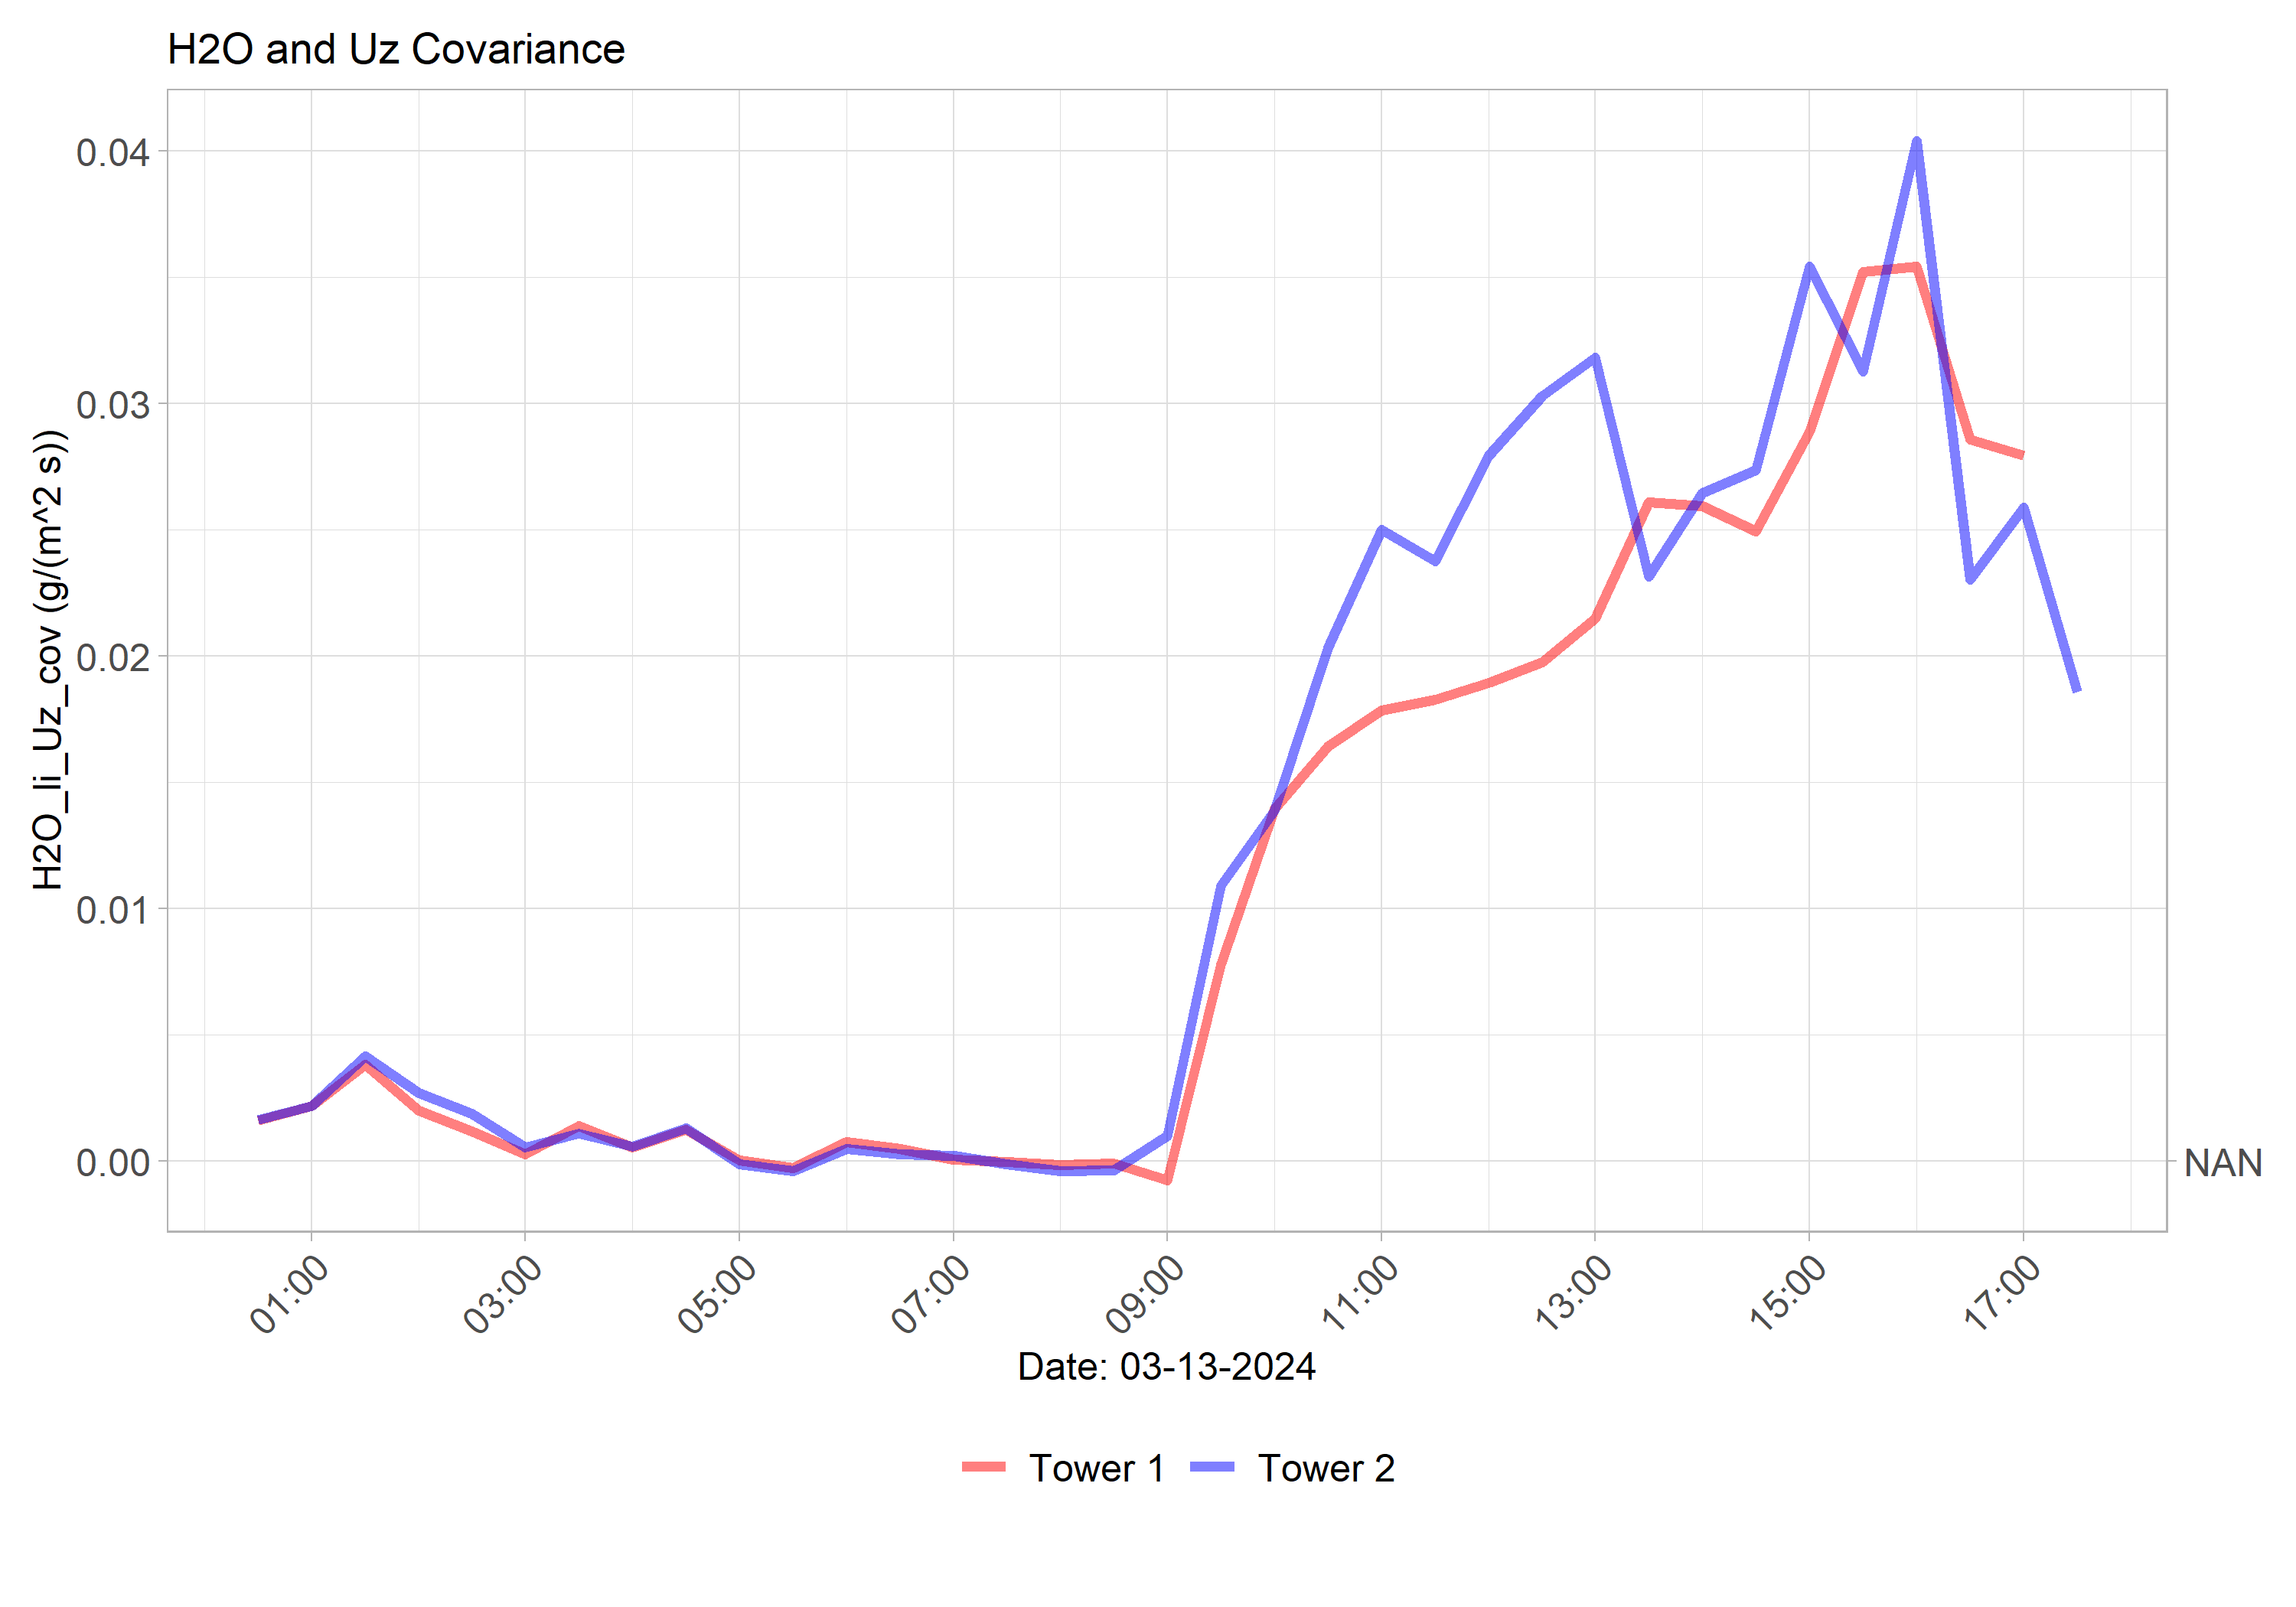 H2O and Uz Covariance
H2O_li_Uz_cov (g/(m^2 s))
0.04
0.03
0.02
0.01
0.00
NAN
01:00
03:00
05:00
07:00
09:00
11:00
13:00
15:00
17:00
Date: 03-13-2024
Tower 1
Tower 2